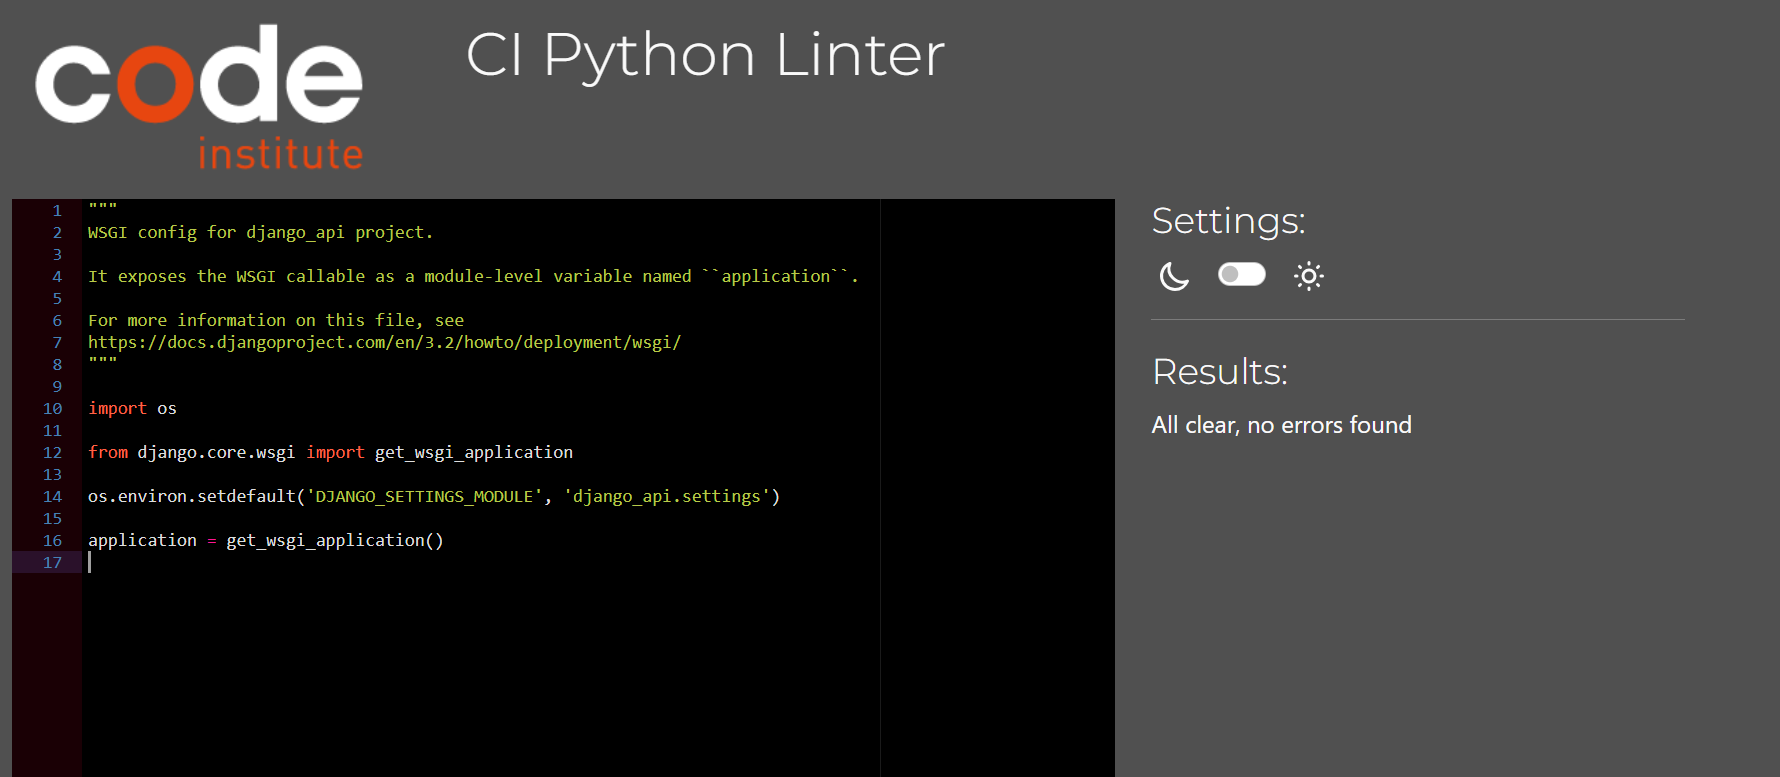 code
institute
CI Python Linter
1 """
2 WSGI config for django_api project.
3
4 It exposes the WSGI callable as a module-level variable named ``application``.
5
6 For more information on this file, see
7 https://docs.djangoproject.com/en/3.2/howto/deployment/wsgi/
8 """
9
10 import os
11
12 from django.core.wsgi import get_wsgi_application
13
14 os.environ.setdefault('DJANGO_SETTINGS_MODULE', 'django_api.settings')
15
16 application = get_wsgi_application()
17
Settings:
Results:
All clear, no errors found